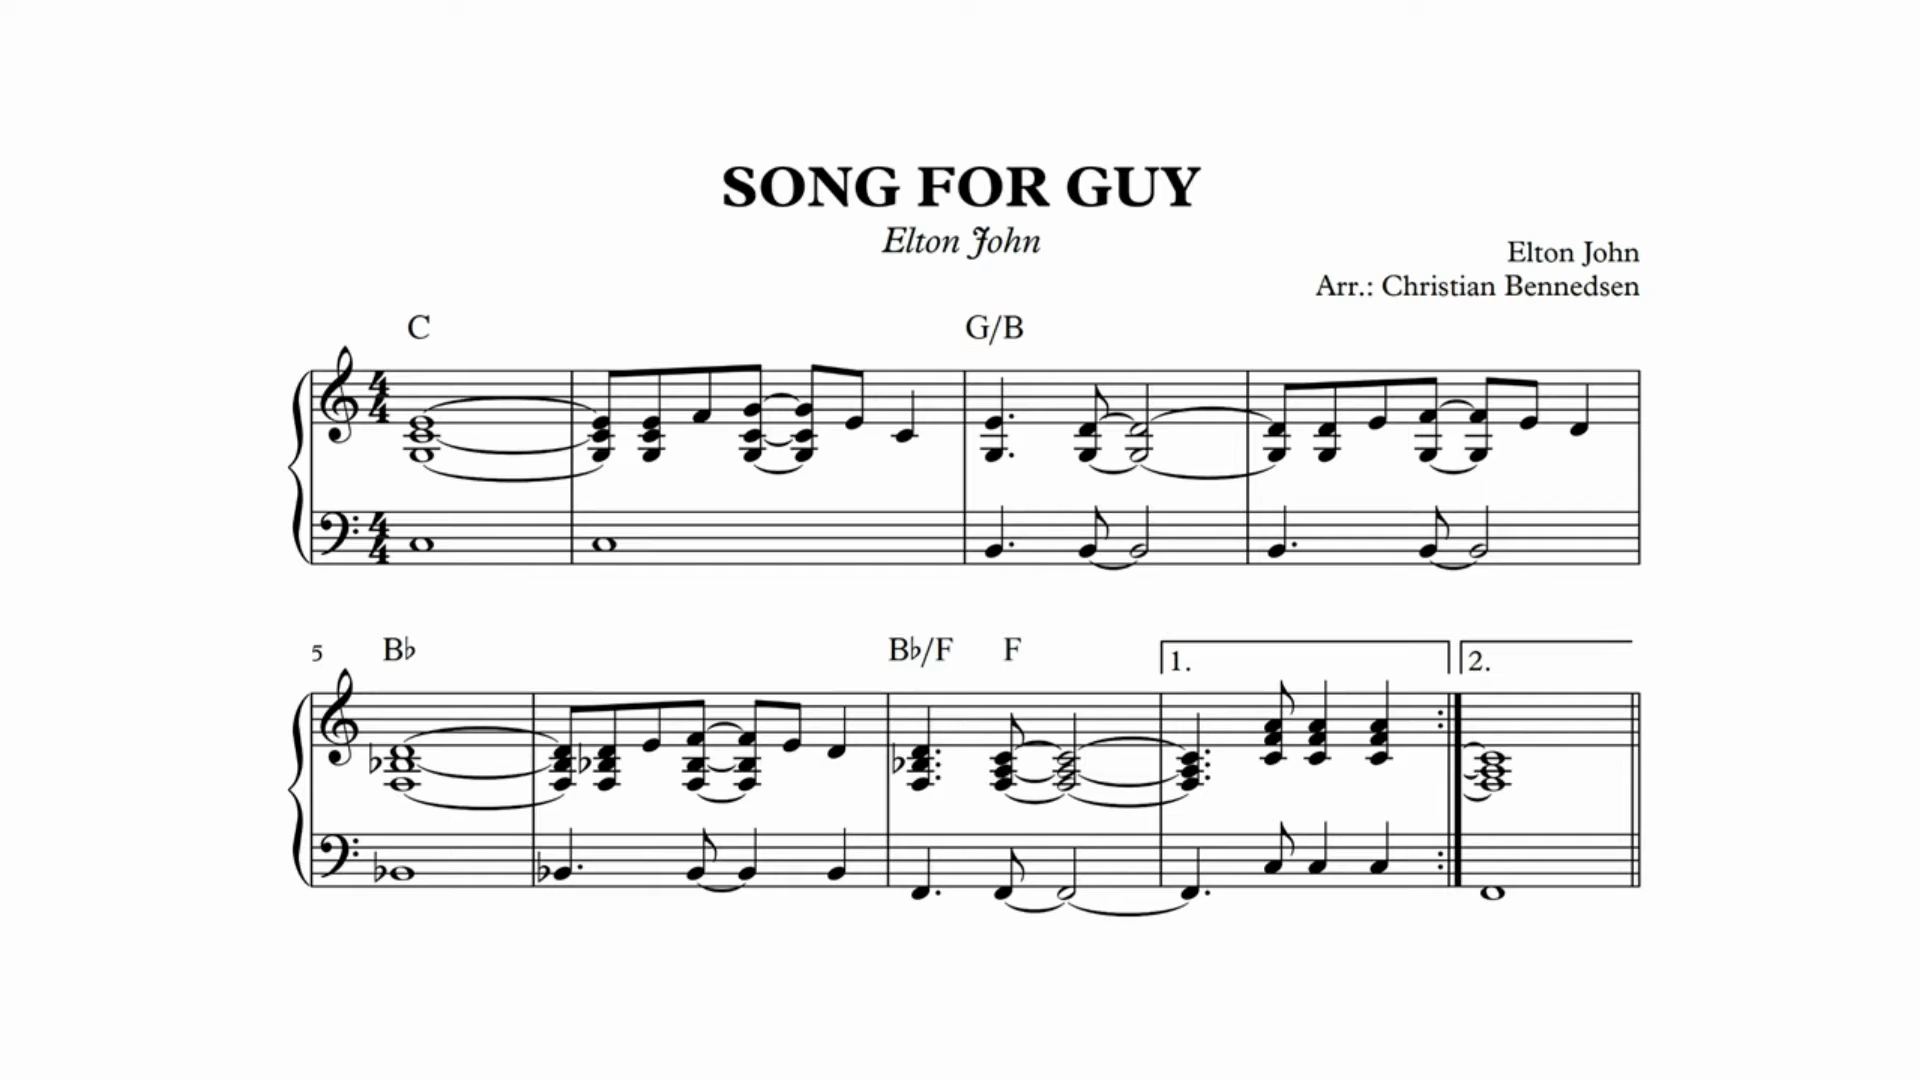 SONG FOR GUY
Elton John
Elton John
Arr.: Christian Bennedsen
C G/B
5 B♭ B♭/F F 1. 2.